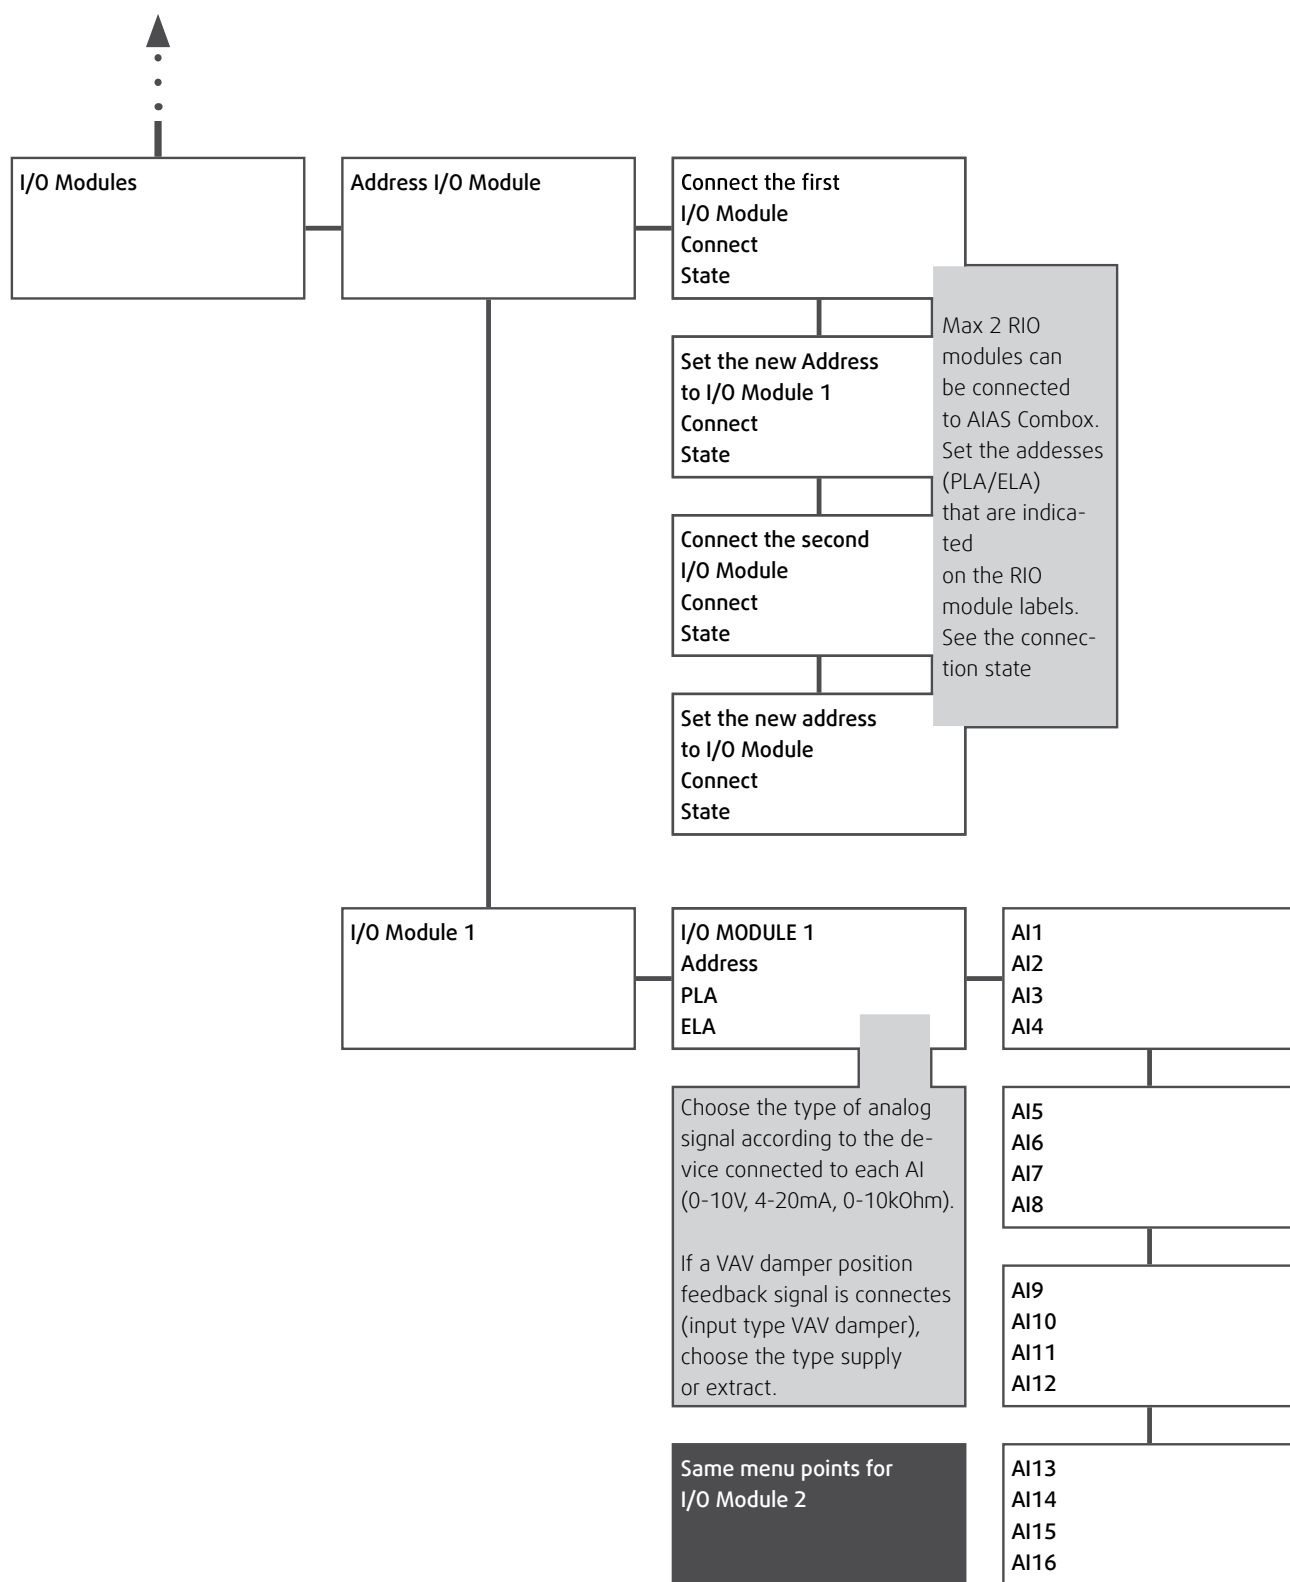 I/O Modules
Address I/O Module
Connect the first
I/O Module
Connect
State
Set the new Address
to I/O Module 1
Connect
State
Connect the second
I/O Module
Connect
State
Set the new address
to I/O Module
Connect
State
Max 2 RIO
modules can
be connected
to AIAS Combox.
Set the addesses
(PLA/ELA)
that are indica-
ted
on the RIO
module labels.
See the connec-
tion state
I/O Module 1
I/O MODULE 1
Address
PLA
ELA
Choose the type of analog
signal according to the de-
vice connected to each AI
(0-10V, 4-20mA, 0-10kOhm).
If a VAV damper position
feedback signal is connectes
(input type VAV damper),
choose the type supply
or extract.
Same menu points for
I/O Module 2
AI1
AI2
AI3
AI4
AI5
AI6
AI7
AI8
AI9
AI10
AI11
AI12
AI13
AI14
AI15
AI16